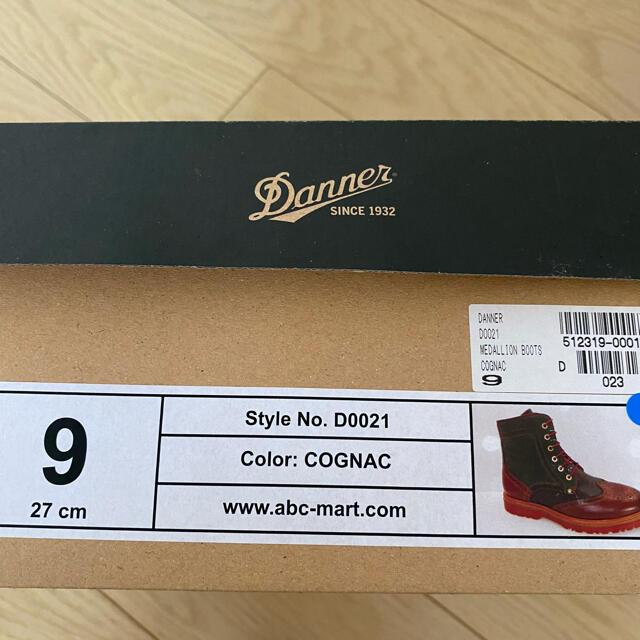 Danner
SINCE 1932
DANNER
D0021
MEDALLION BOOTS
COGNAC
9
512319-0001
D 023
9
27 cm
Style No. D0021
Color: COGNAC
www.abc-mart.com